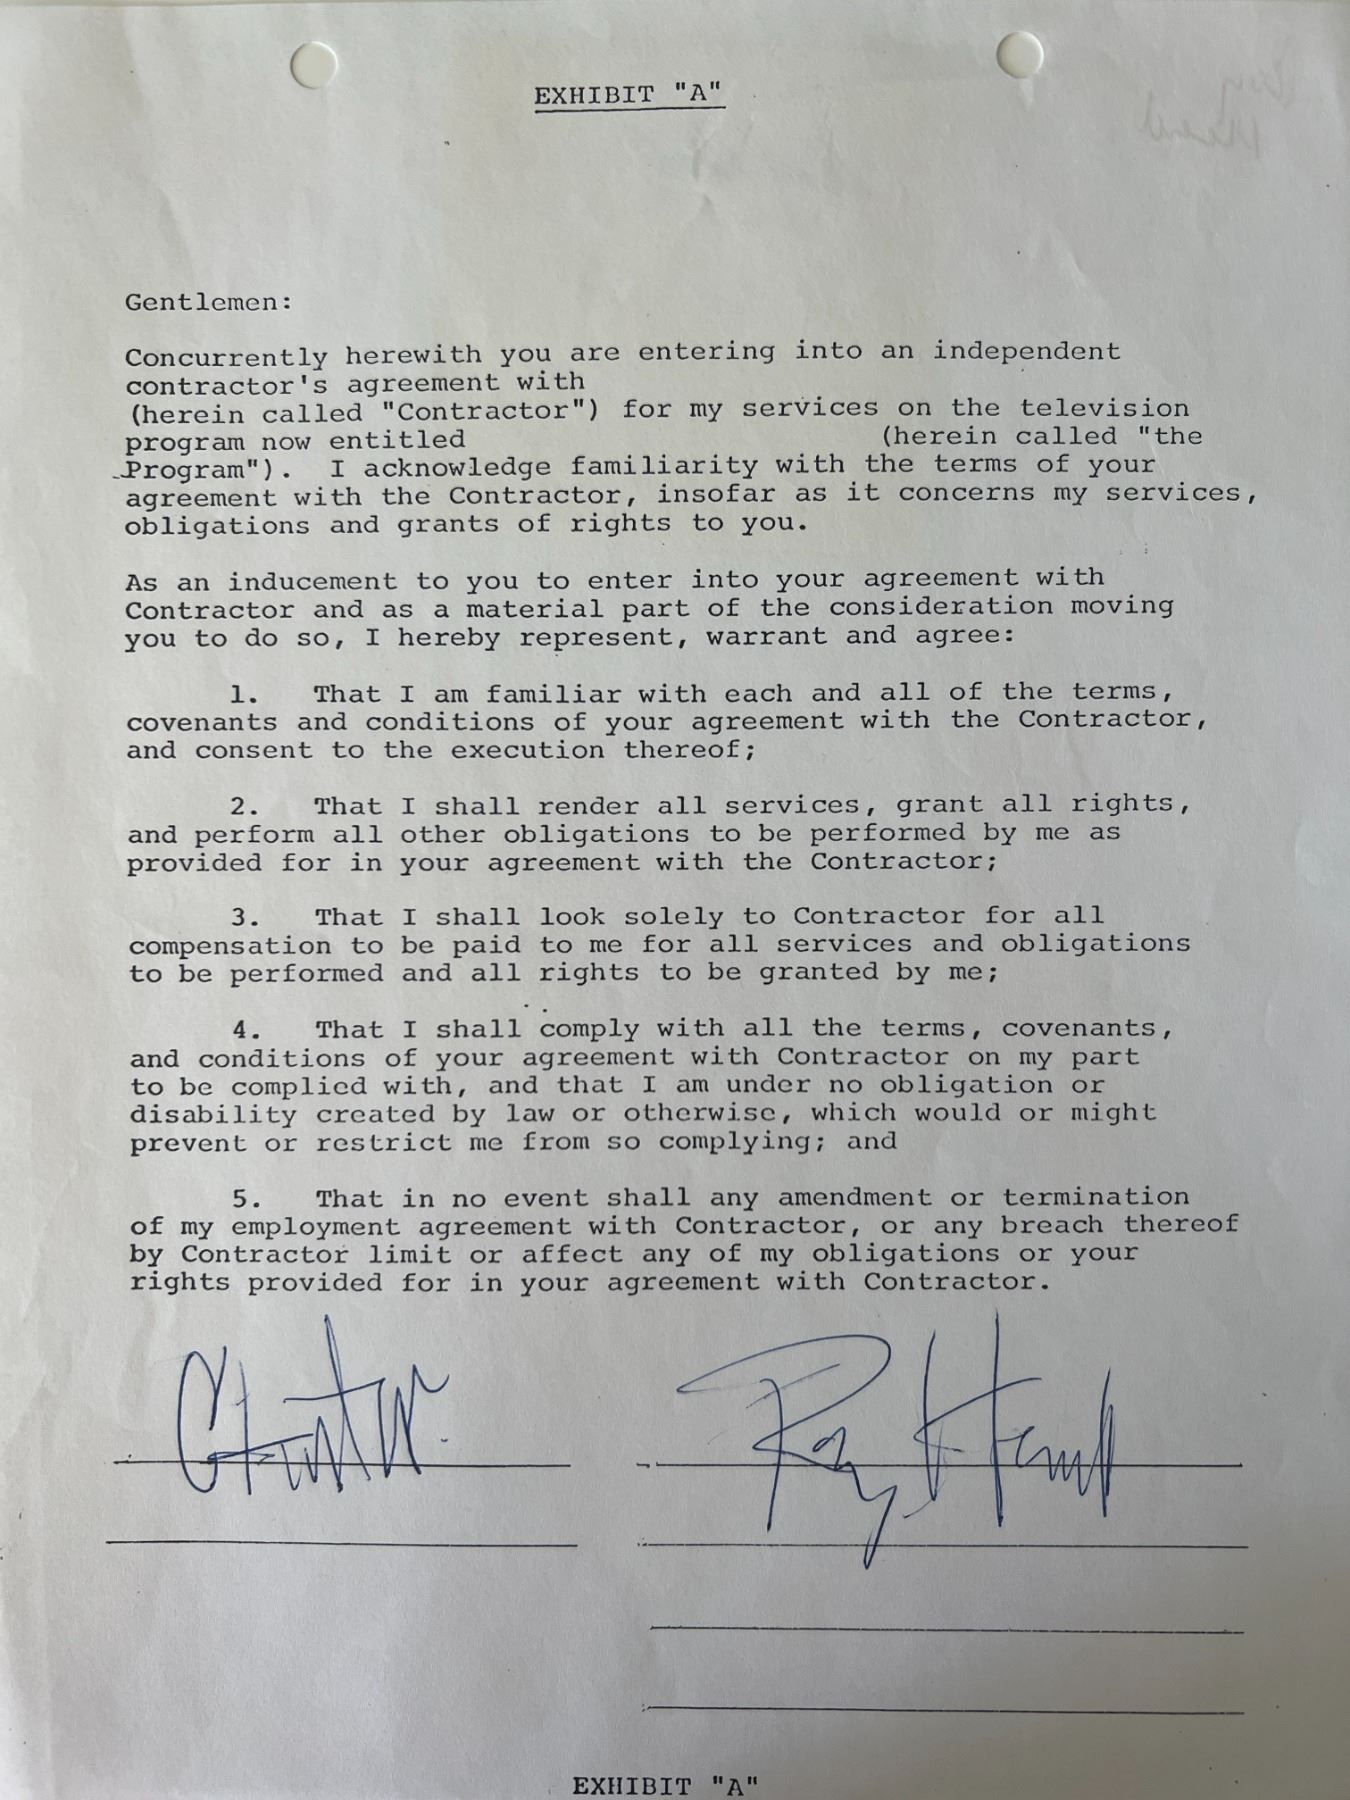 EXHIBIT "A"
Gentlemen:
Concurrently herewith you are entering into an independent
contractor's agreement with
(herein called "Contractor") for my services on the television
program now entitled (herein called "the
Program"). I acknowledge familiarity with the terms of your
agreement with the Contractor, insofar as it concerns my services,
obligations and grants of rights to you.
As an inducement to you to enter into your agreement with
Contractor and as a material part of the consideration moving
you to do so, I hereby represent, warrant and agree:
1. That I am familiar with each and all of the terms,
covenants and conditions of your agreement with the Contractor,
and consent to the execution thereof;
2. That I shall render all services, grant all rights,
and perform all other obligations to be performed by me as
provided for in your agreement with the Contractor;
3. That I shall look solely to Contractor for all
compensation to be paid to me for all services and obligations
to be performed and all rights to be granted by me;
4. That I shall comply with all the terms, covenants,
and conditions of your agreement with Contractor on my part
to be complied with, and that I am under no obligation or
disability created by law or otherwise, which would or might
prevent or restrict me from so complying; and
5. That in no event shall any amendment or termination
of my employment agreement with Contractor, or any breach thereof
by Contractor limit or affect any of my obligations or your
rights provided for in your agreement with Contractor.
Ray
EXHIBIT "A"